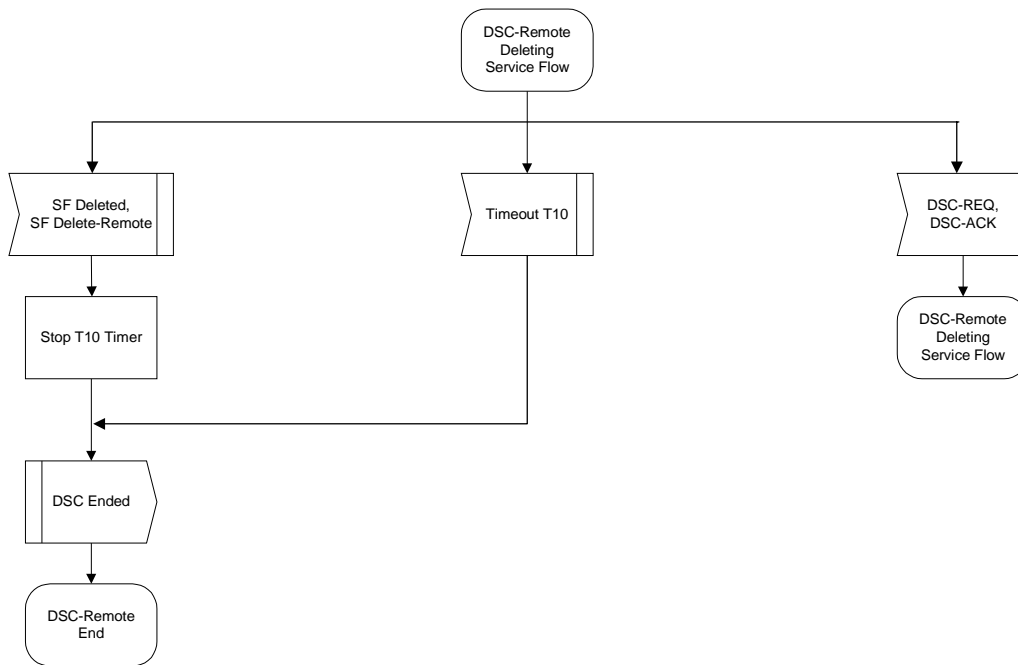 DSC-Remote
Deleting
Service Flow
SF Deleted,
SF Delete-Remote
Timeout T10
DSC-REQ,
DSC-ACK
Stop T10 Timer
DSC-Remote
Deleting
Service Flow
DSC Ended
DSC-Remote
End